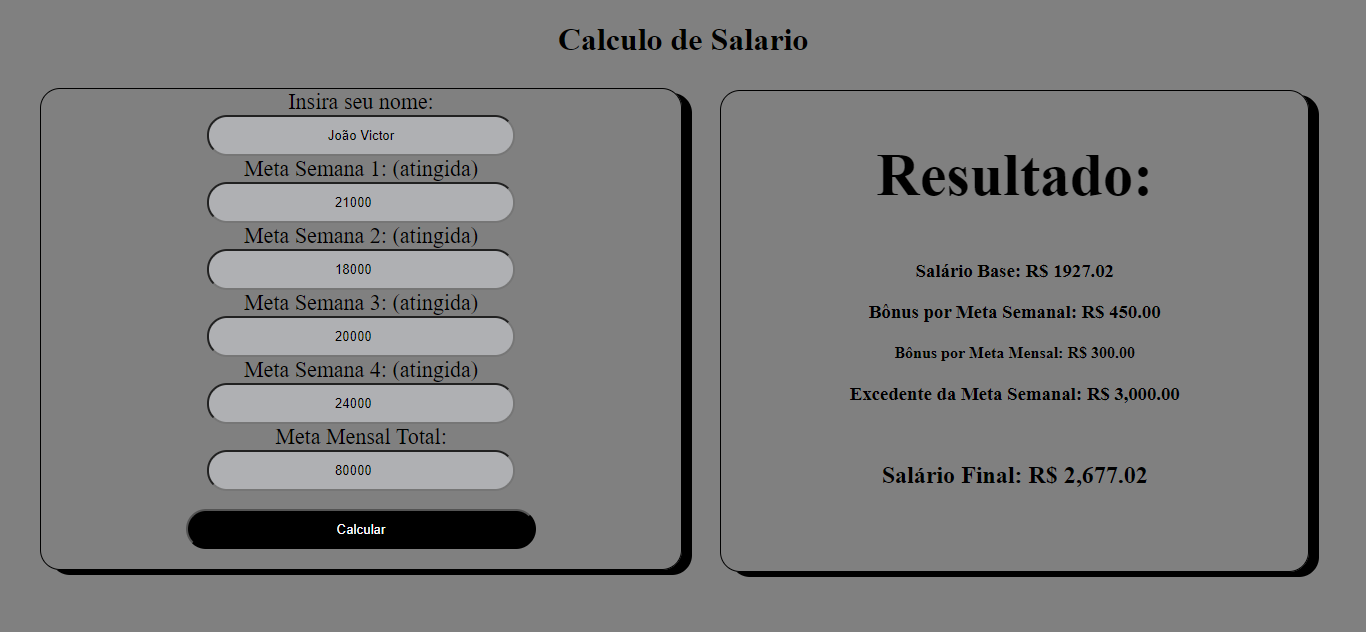 Calculo de Salario
Insira seu nome:
João Victor
Meta Semana 1: (atingida)
21000
Meta Semana 2: (atingida)
18000
Meta Semana 3: (atingida)
20000
Meta Semana 4: (atingida)
24000
Meta Mensal Total:
80000
Calcular
Resultado:
Salário Base: R$ 1927.02
Bônus por Meta Semanal: R$ 450.00
Bônus por Meta Mensal: R$ 300.00
Excedente da Meta Semanal: R$ 3,000.00
Salário Final: R$ 2,677.02